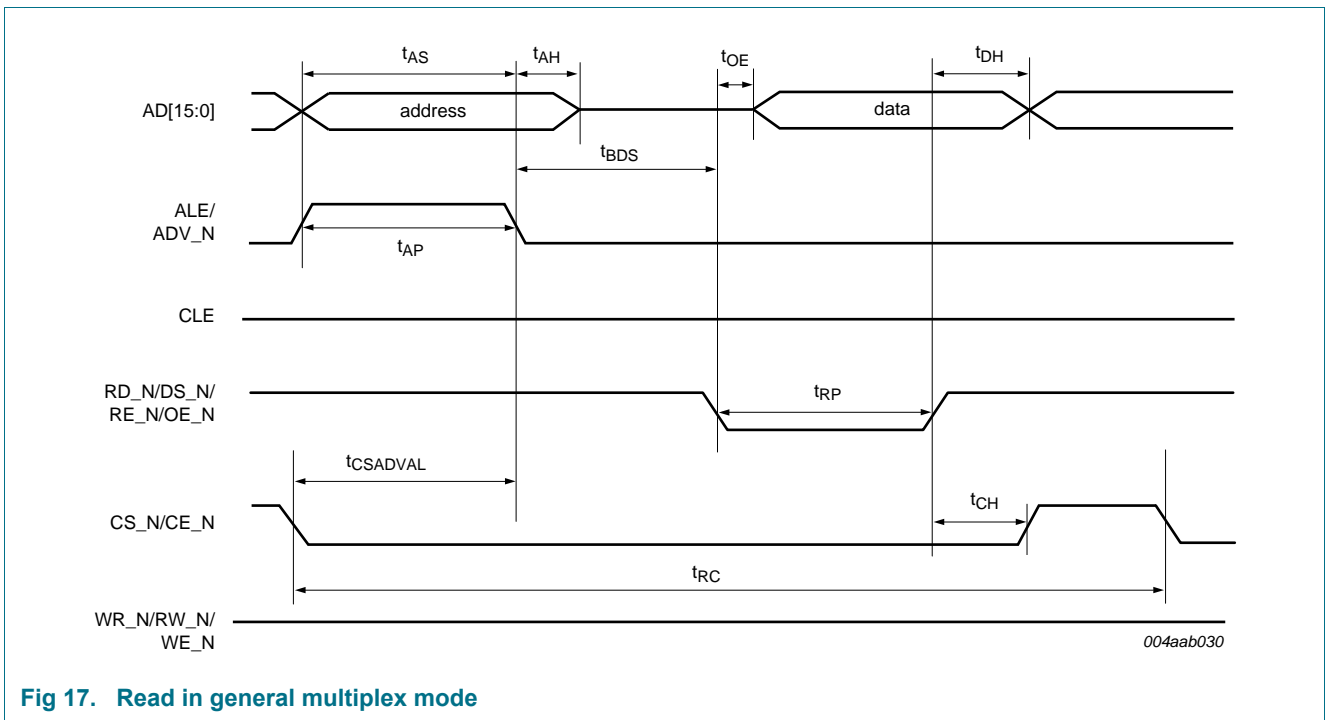 tAS
tAH
tOE
tDH
AD[15:0]
address
data
tBDS
ALE/
ADV_N
tAP
CLE
RD_N/DS_N/
RE_N/OE_N
tRP
tCSADVAL
CS_N/CE_N
tCH
tRC
WR_N/RW_N/
WE_N
004aab030
Fig 17. Read in general multiplex mode